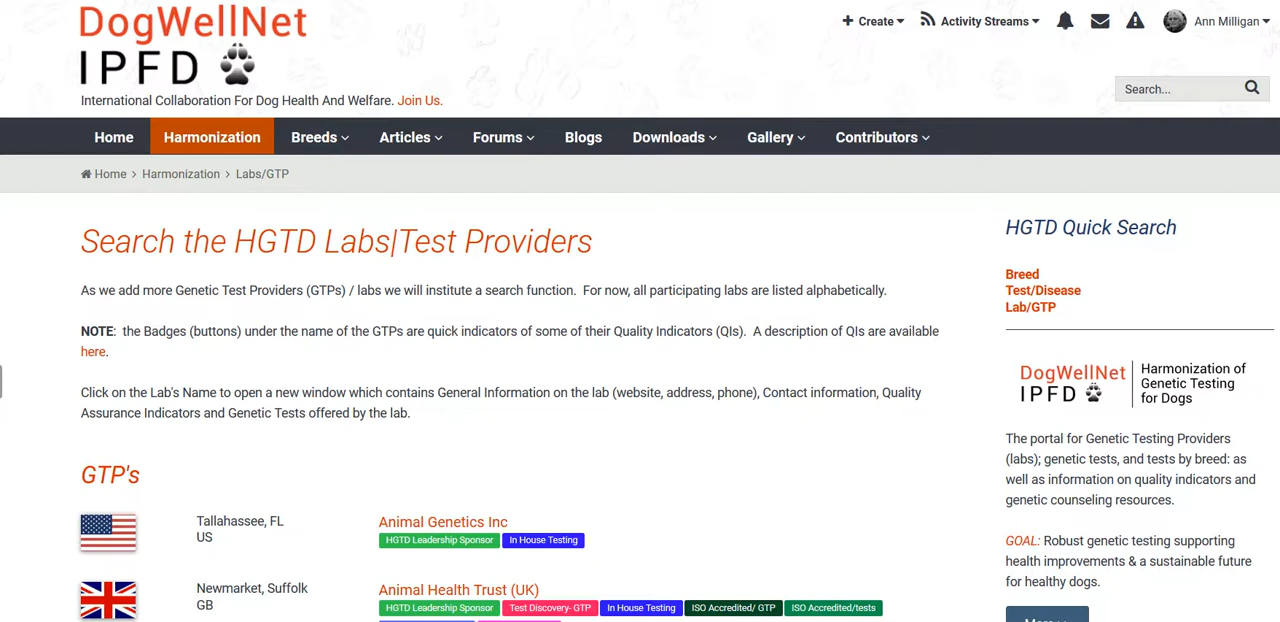 DogWellNet
IPFD
International Collaboration For Dog Health And Welfare. Join Us.
Create
Activity Streams
Ann Milligan
Search...
Home
Harmonization
Breeds
Articles
Forums
Blogs
Downloads
Gallery
Contributors
Home > Harmonization > Labs/GTP
Search the HGTD Labs|Test Providers
As we add more Genetic Test Providers (GTPs) / labs we will institute a search function. For now, all participating labs are listed alphabetically.
NOTE: the Badges (buttons) under the name of the GTPs are quick indicators of some of their Quality Indicators (QIs). A description of QIs are available
here.
Click on the Lab's Name to open a new window which contains General Information on the lab (website, address, phone), Contact information, Quality
Assurance Indicators and Genetic Tests offered by the lab.
GTP's
Tallahassee, FL
US
Animal Genetics Inc
HGTD Leadership Sponsor
In House Testing
Newmarket, Suffolk
GB
Animal Health Trust (UK)
HGTD Leadership Sponsor
Test Discovery- GTP
In House Testing
ISO Accredited/ GTP
ISO Accredited/tests
HGTD Quick Search
Breed
Test/Disease
Lab/GTP
DogWellNet
IPFD
Harmonization of
Genetic Testing
for Dogs
The portal for Genetic Testing Providers
(labs); genetic tests, and tests by breed: as
well as information on quality indicators and
genetic counseling resources.
GOAL: Robust genetic testing supporting
health improvements & a sustainable future
for healthy dogs.